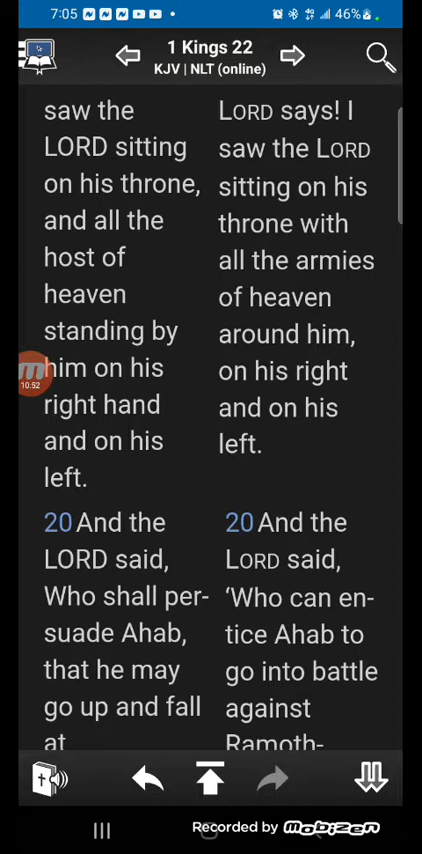 7:05
46%
1 Kings 22
KJV | NLT (online)
saw the
LORD sitting
on his throne,
and all the
host of
heaven
standing by
him on his
right hand
and on his
left.
20 And the
LORD said,
Who shall per-
suade Ahab,
that he may
go up and fall
at
LORD says! I
saw the LORD
sitting on his
throne with
all the armies
of heaven
around him,
on his right
and on his
left.
20 And the
LORD said,
‘Who can en-
tice Ahab to
go into battle
against
Ramoth-
10:52
Recorded by mobizen